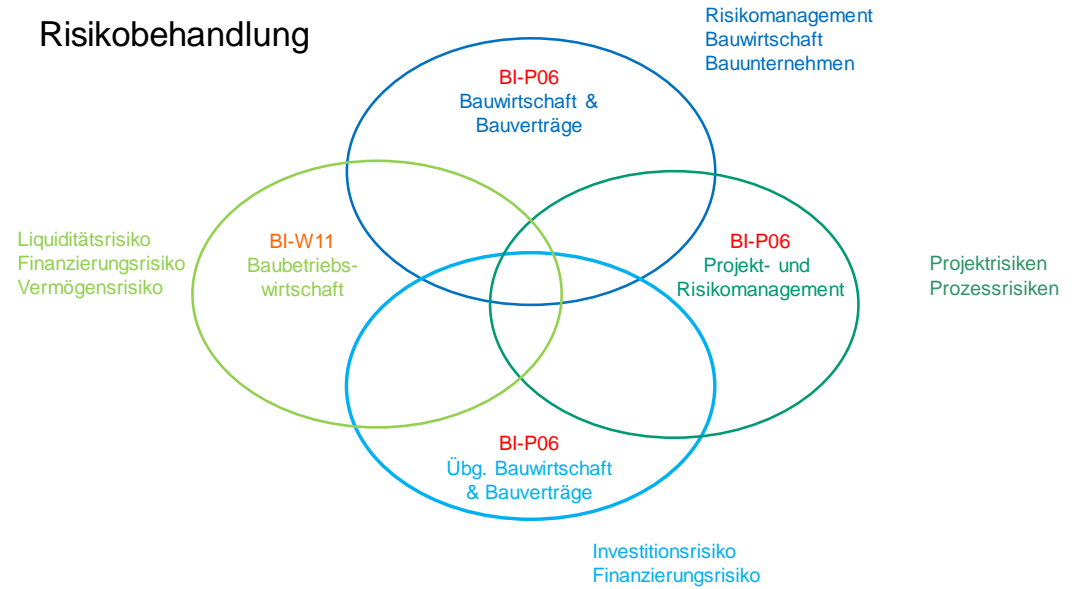 Risikobehandlung
Risikomanagement
Bauwirtschaft
Bauunternehmen
BI-P06
Bauwirtschaft &
Bauverträge
Liquiditätsrisiko
Finanzierungsrisiko
Vermögensrisiko
BI-W11
Baubetriebs-
wirtschaft
BI-P06
Projekt- und
Risikomanagement
Projektrisiken
Prozessrisiken
BI-P06
Übg. Bauwirtschaft
& Bauverträge
Investitionsrisiko
Finanzierungsrisiko